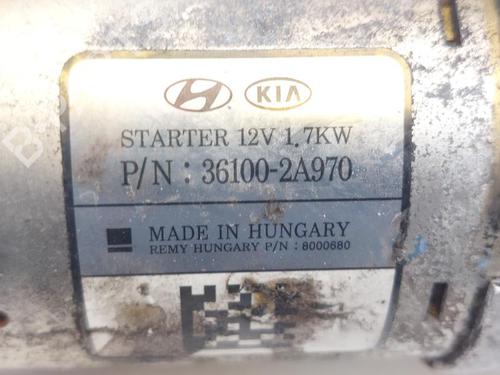 KIA
STARTER 12V 1.7KW
P/N : 36100-2A970
MADE IN HUNGARY
REMY HUNGARY P/N : 8000680